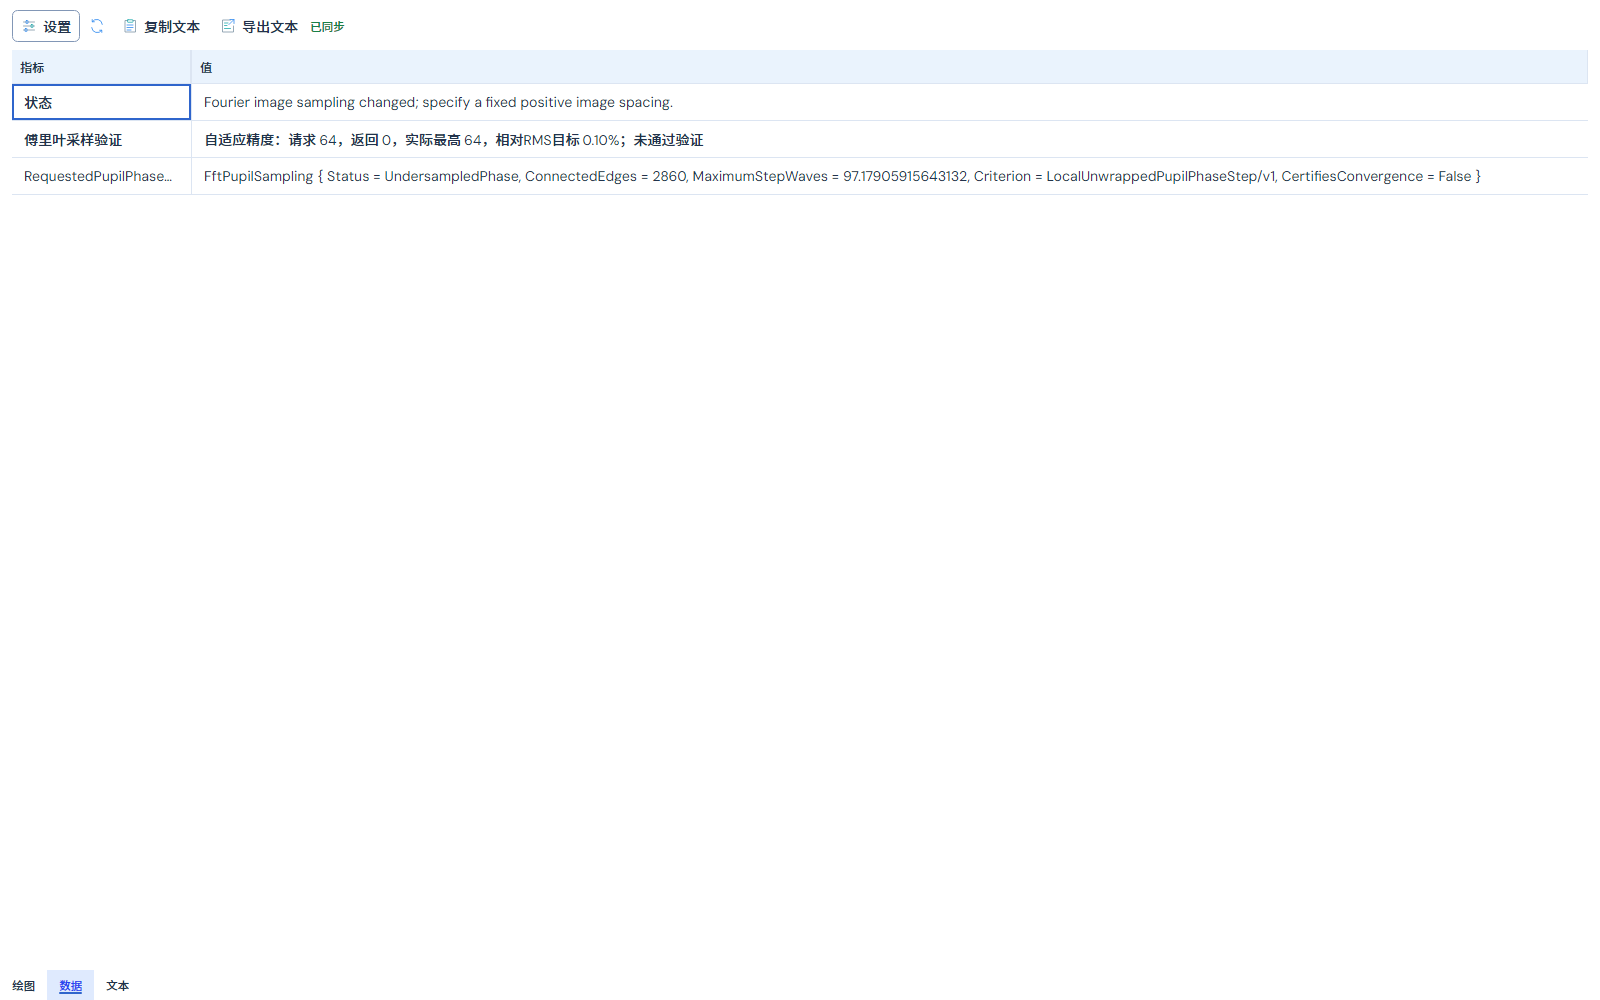 设置 复制文本 导出文本 已同步
指标 值
状态 Fourier image sampling changed; specify a fixed positive image spacing.
傅里叶采样验证 自适应精度：请求 64，返回 0，实际最高 64，相对RMS目标 0.10%；未通过验证
RequestedPupilPhase... FftPupilSampling { Status = UndersampledPhase, ConnectedEdges = 2860, MaximumStepWaves = 97.17905915643132, Criterion = LocalUnwrappedPupilPhaseStep/v1, CertifiesConvergence = False }
绘图 数据 文本